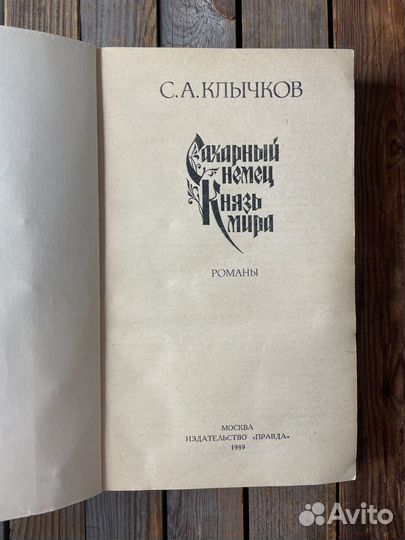 С.А.КЛЫЧКОВ
Сахарный
немец
Князь
мира
РОМАНЫ
МОСКВА
ИЗДАТЕЛЬСТВО «ПРАВДА»
1989
Avito